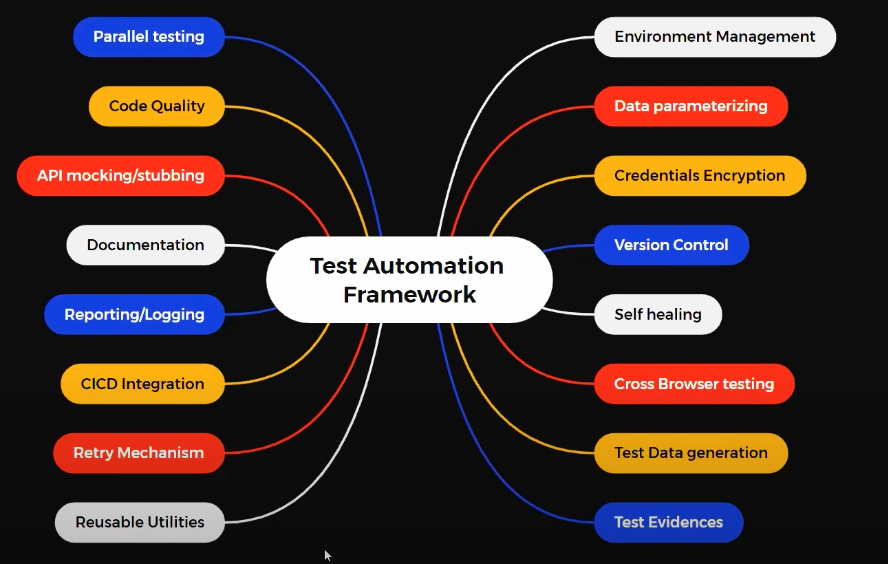 Parallel testing
Code Quality
API mocking/stubbing
Documentation
Reporting/Logging
CICD Integration
Retry Mechanism
Reusable Utilities
Test Automation
Framework
Environment Management
Data parameterizing
Credentials Encryption
Version Control
Self healing
Cross Browser testing
Test Data generation
Test Evidences